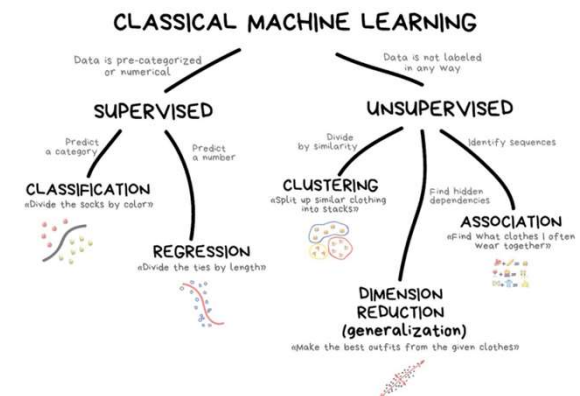 CLASSICAL MACHINE LEARNING
Data is pre-categorized
or numerical
Data is not labeled
in any way
SUPERVISED
UNSUPERVISED
Predict
a category
Predict
a number
Divide
by similarity
Identify sequences
Find hidden
dependencies
CLASSIFICATION
«Divide the socks by color»
REGRESSION
«Divide the ties by length»
CLUSTERING
«Split up similar clothing
into stacks»
ASSOCIATION
«Find what clothes I often
wear together»
DIMENSION
REDUCTION
(generalization)
«Make the best outfits from the given clothes»